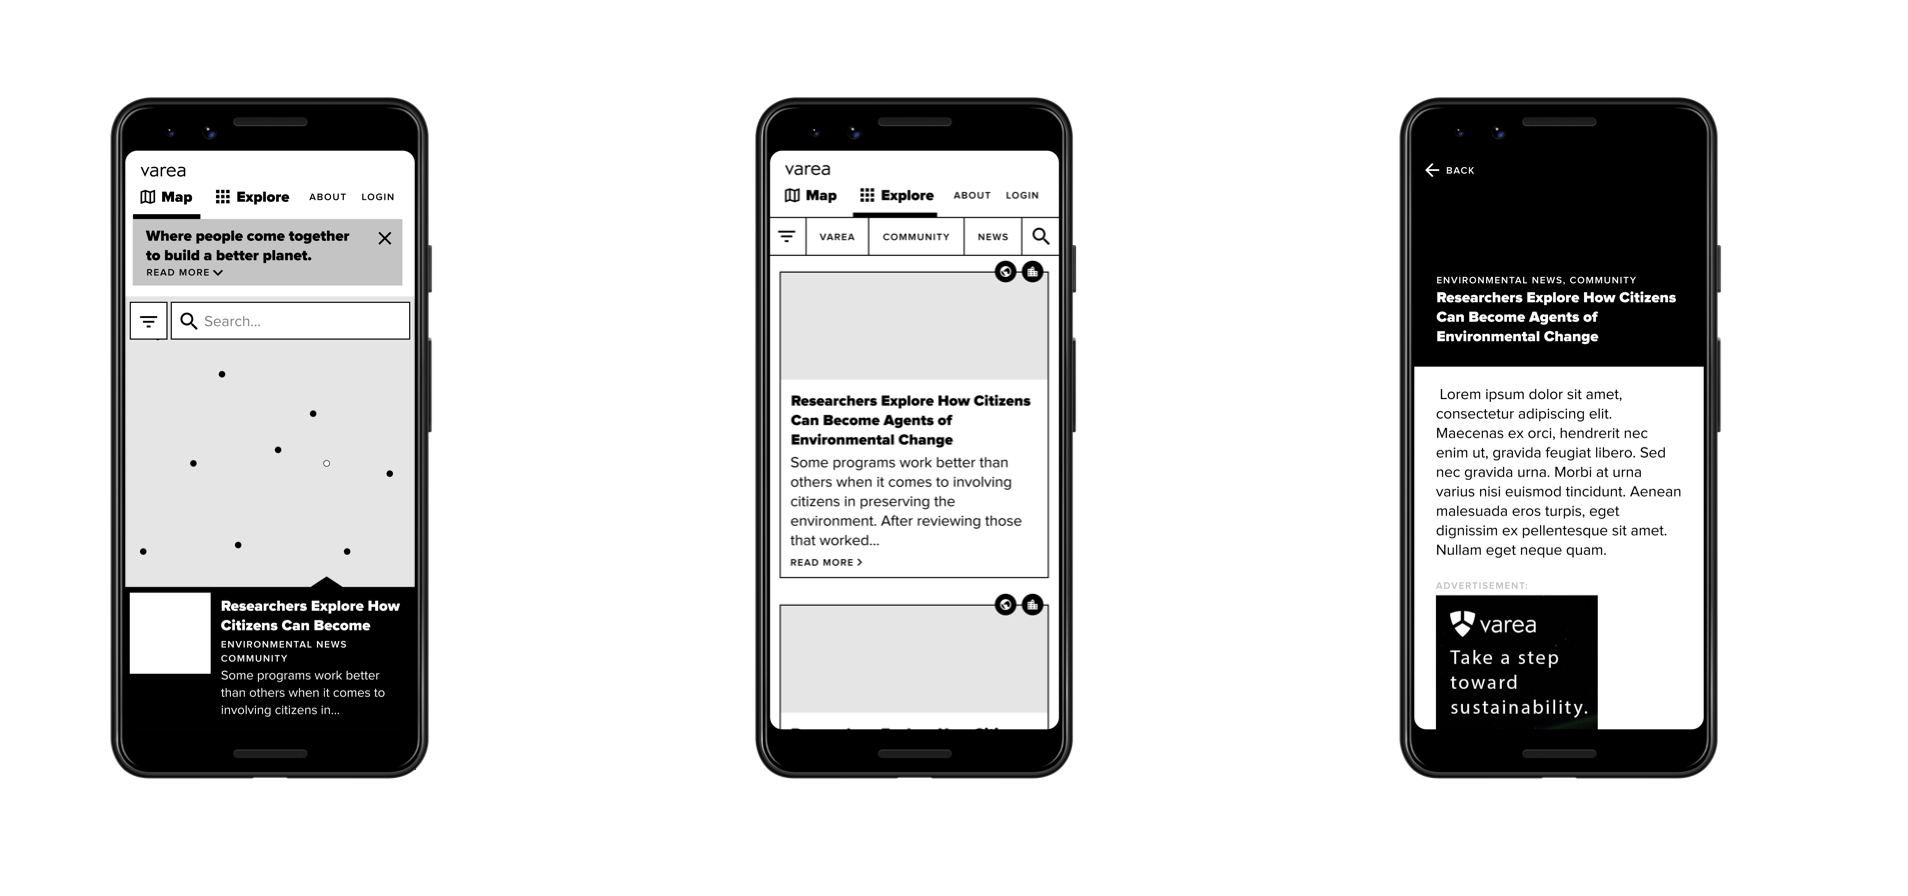 varea
Map Explore ABOUT LOGIN
Where people come together
to build a better planet.
READ MORE
Search...
Researchers Explore How
Citizens Can Become
ENVIRONMENTAL NEWS
COMMUNITY
Some programs work better
than others when it comes to
involving citizens in...
varea
Map Explore ABOUT LOGIN
VAREA COMMUNITY NEWS
Researchers Explore How Citizens
Can Become Agents of
Environmental Change
Some programs work better than
others when it comes to involving
citizens in preserving the
environment. After reviewing those
that worked...
READ MORE
BACK
ENVIRONMENTAL NEWS, COMMUNITY
Researchers Explore How Citizens
Can Become Agents of
Environmental Change
Lorem ipsum dolor sit amet,
consectetur adipiscing elit.
Maecenas ex orci, hendrerit nec
enim ut, gravida feugiat libero. Sed
nec gravida urna. Morbi at urna
varius nisi euismod tincidunt. Aenean
malesuada eros turpis, eget
dignissim ex pellentesque sit amet.
Nullam eget neque quam.
ADVERTISEMENT:
varea
Take a step
toward
sustainability.